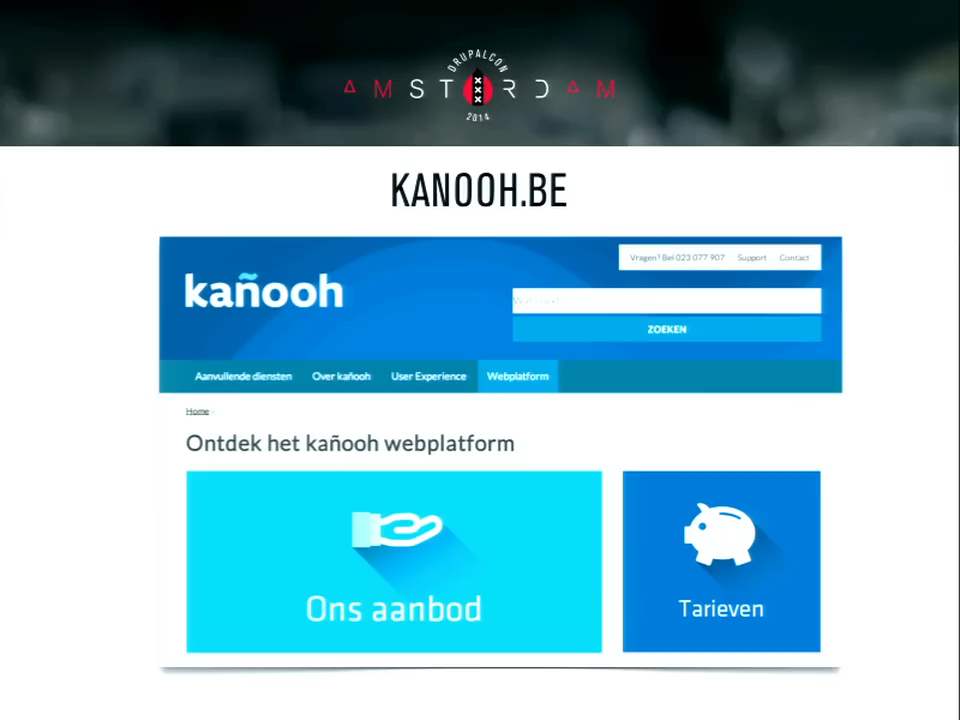 DRUPALCON
AMSTERDAM
2014
KANOOH.BE
Vragen? Bel 023 077 907 Support Contact
kañooh
ZOEKEN
Aanvullende diensten Over kañooh User Experience Webplatform
Home ›
Ontdek het kañooh webplatform
Ons aanbod
Tarieven